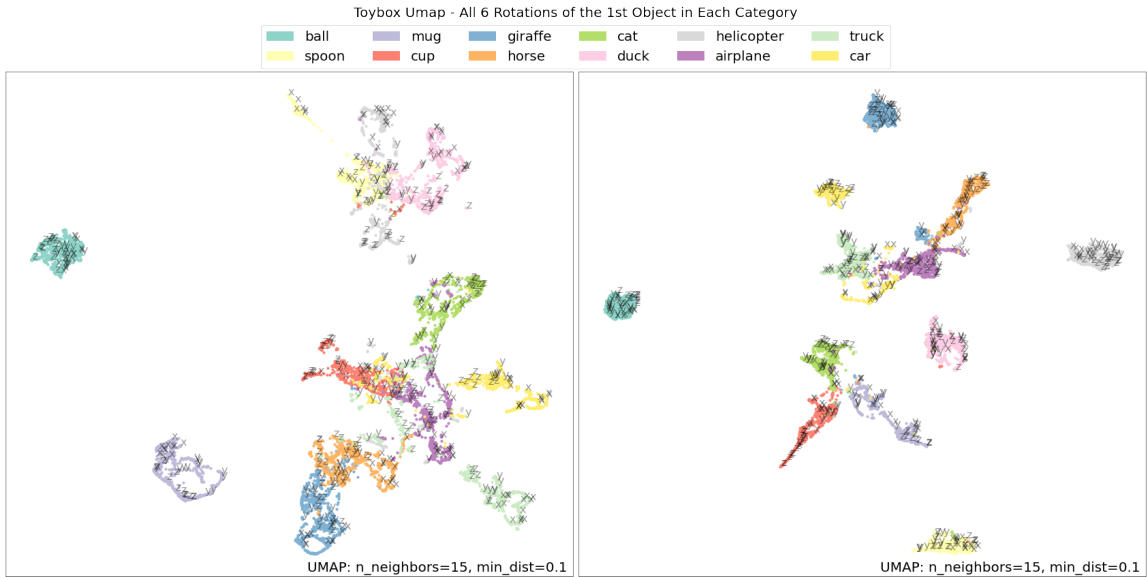 Toybox Umap - All 6 Rotations of the 1st Object in Each Category
ball mug giraffe cat helicopter truck
spoon cup horse duck airplane car
UMAP: n_neighbors=15, min_dist=0.1
UMAP: n_neighbors=15, min_dist=0.1